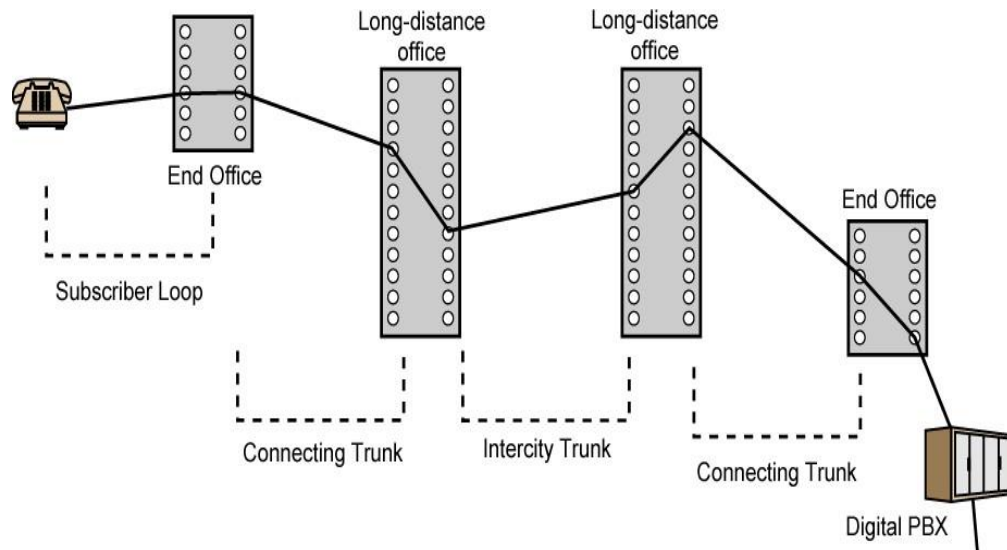 Long-distance
office
Long-distance
office
End Office
End Office
Subscriber Loop
Connecting Trunk
Intercity Trunk
Connecting Trunk
Digital PBX